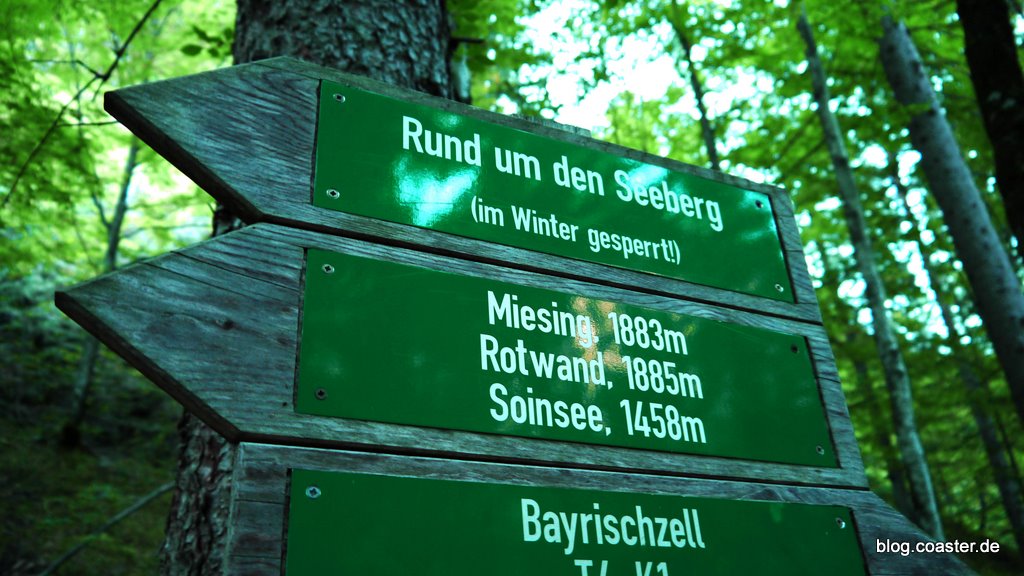 Rund um den Seeberg
(im Winter gesperrt!)
Miesing, 1883m
Rotwand, 1885m
Soinsee, 1458m
Bayrischzell
blog.coaster.de